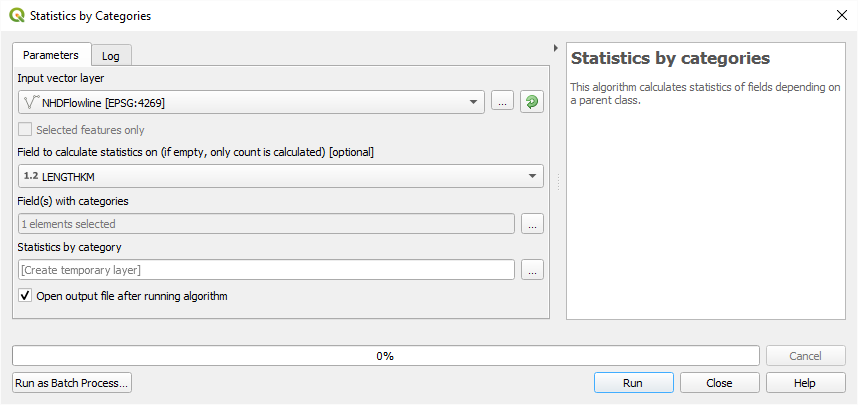 Statistics by Categories
Parameters
Log
Input vector layer
NHDFlowline [EPSG:4269]
...
Selected features only
Field to calculate statistics on (if empty, only count is calculated) [optional]
1.2 LENGTHKM
Field(s) with categories
1 elements selected
...
Statistics by category
[Create temporary layer]
...
Open output file after running algorithm
Statistics by categories
This algorithm calculates statistics of fields depending on
a parent class.
0%
Cancel
Run as Batch Process...
Run
Close
Help